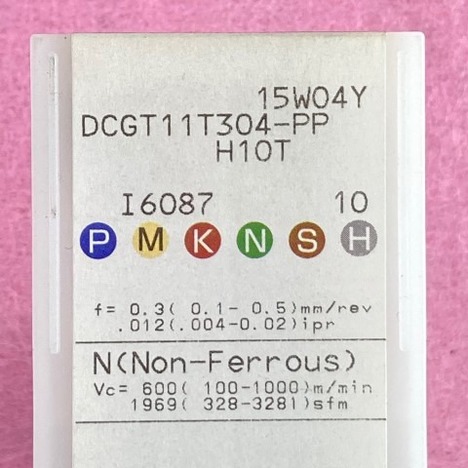 15W04Y
DCGT11T304-PP
H10T
I6087 10
P M K N S H
f= 0.3( 0.1- 0.5)mm/rev
.012(.004-0.02)ipr
N(Non-Ferrous)
Vc= 600( 100-1000)m/min
1969( 328-3281)sfm